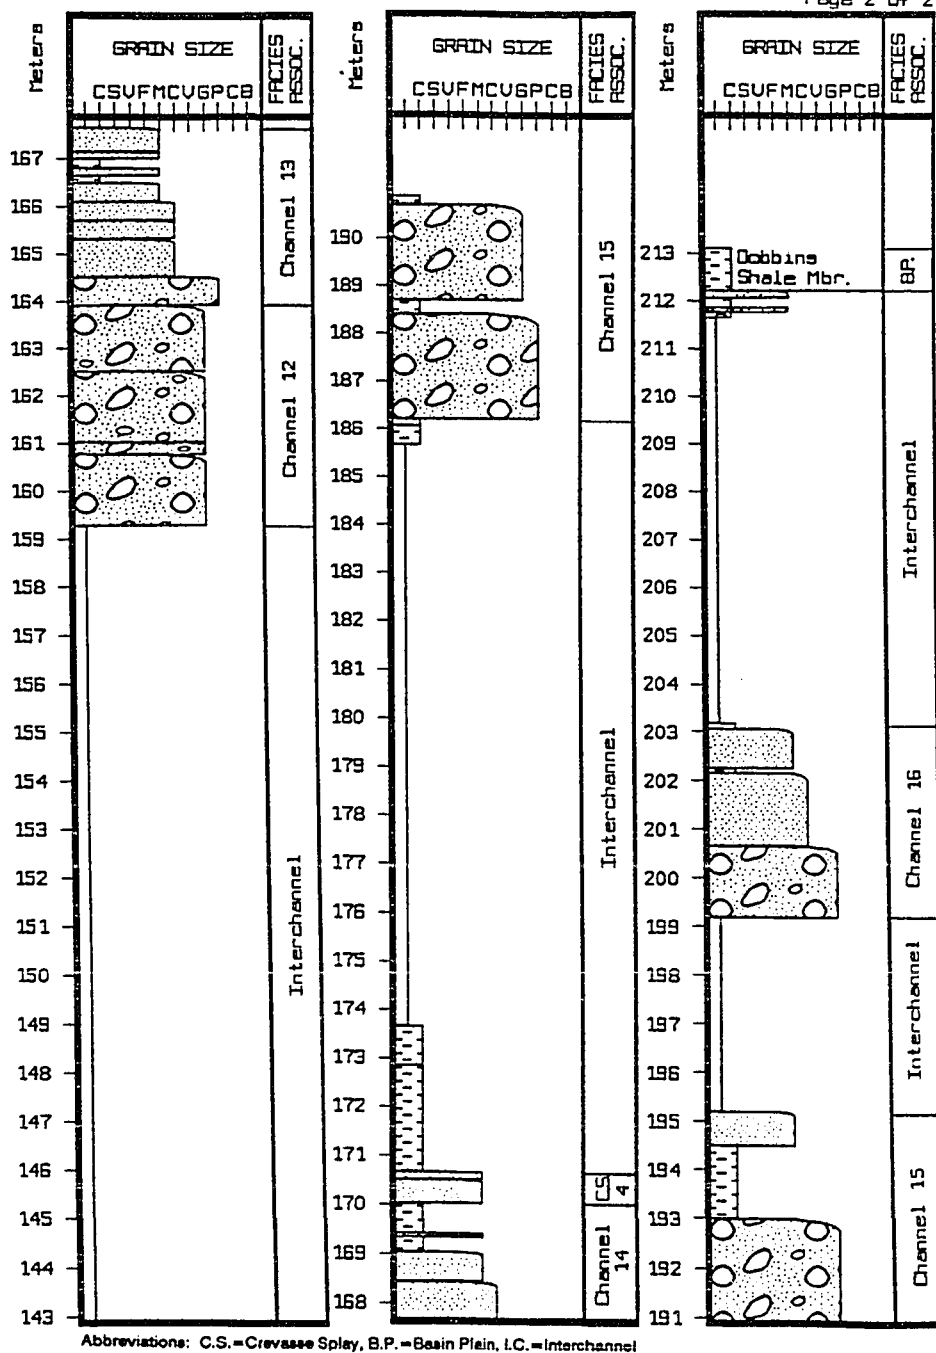 Page 2 of 2
Meters
GRAIN SIZE
CSVFMCVGPCB
FACIES ASSOC.
167
166
165
164
163
162
161
160
159
158
157
156
155
154
153
152
151
150
149
148
147
146
145
144
143
Channel 13
Channel 12
Interchannel
Meters
GRAIN SIZE
CSVFMCVGPCB
FACIES ASSOC.
190
189
188
187
186
185
184
183
182
181
180
179
178
177
176
175
174
173
172
171
170
169
168
Channel 15
Interchannel
CS 4
Channel 14
Meters
GRAIN SIZE
CSVFMCVGPCB
FACIES ASSOC.
213
212
211
210
209
208
207
206
205
204
203
202
201
200
199
198
197
196
195
194
193
192
191
Dobbins
Shale Mbr.
B.P.
Interchannel
Channel 16
Interchannel
Channel 15
Abbreviations: C.S.=Crevasse Splay, B.P.=Basin Plain, I.C.=Interchannel